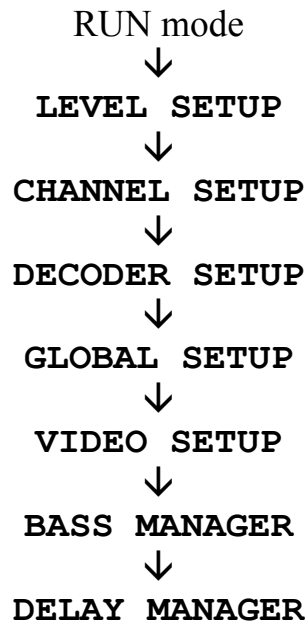 RUN mode
↓
LEVEL SETUP
↓
CHANNEL SETUP
↓
DECODER SETUP
↓
GLOBAL SETUP
↓
VIDEO SETUP
↓
BASS MANAGER
↓
DELAY MANAGER